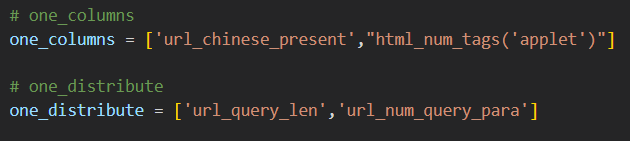 # one_columns
one_columns = ['url_chinese_present',"html_num_tags('applet')"]
# one_distribute
one_distribute = ['url_query_len','url_num_query_para']